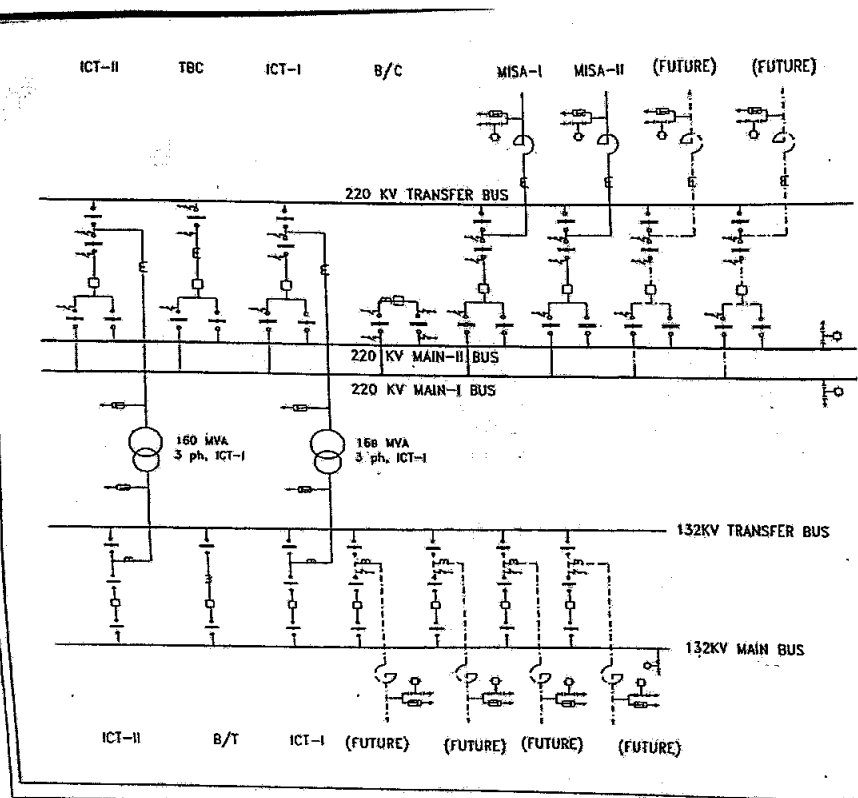 ICT-II TBC ICT-I B/C MISA-I MISA-II (FUTURE) (FUTURE)
220 KV TRANSFER BUS
220 KV MAIN-II BUS
220 KV MAIN-I BUS
160 MVA
3 ph, ICT-I
160 MVA
3 ph, ICT-I
132KV TRANSFER BUS
132KV MAIN BUS
ICT-II B/T ICT-I (FUTURE) (FUTURE) (FUTURE) (FUTURE)